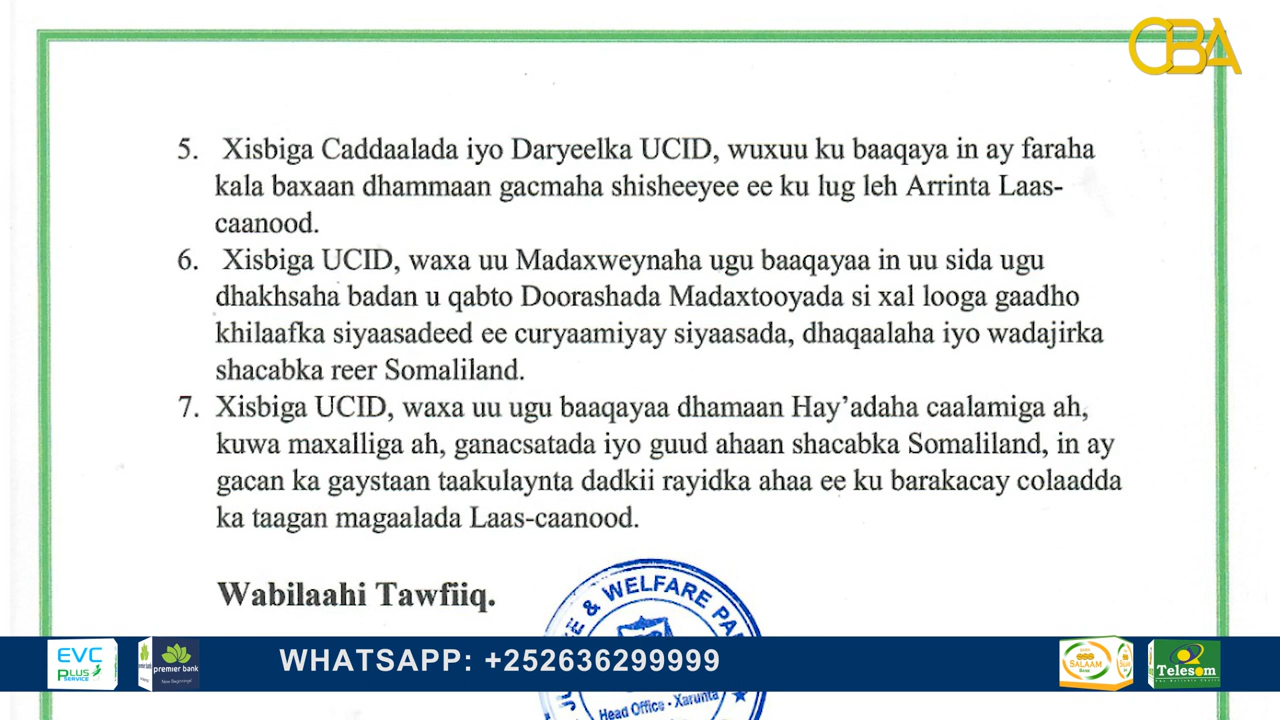 CBA
5. Xisbiga Caddaalada iyo Daryeelka UCID, wuxuu ku baaqaya in ay faraha
kala baxaan dhammaan gacmaha shisheeyee ee ku lug leh Arrinta Laas-
caanood.
6. Xisbiga UCID, waxa uu Madaxweynaha ugu baaqayaa in uu sida ugu
dhakhsaha badan u qabto Doorashada Madaxtooyada si xal looga gaadho
khilaafka siyaasadeed ee curyaamiyay siyaasada, dhaqaalaha iyo wadajirka
shacabka reer Somaliland.
7. Xisbiga UCID, waxa uu ugu baaqayaa dhamaan Hay’adaha caalamiga ah,
kuwa maxalliga ah, ganacsatada iyo guud ahaan shacabka Somaliland, in ay
gacan ka gaystaan taakulaynta dadkii rayidka ahaa ee ku barakacay colaadda
ka taagan magaalada Laas-caanood.
Wabilaahi Tawfiiq.
& WELFARE
Head Office - Xarunta
EVC
PLUS
SERVICE
premier bank
WHATSAPP: +252636299999
SALAAM
BANK
Telesom